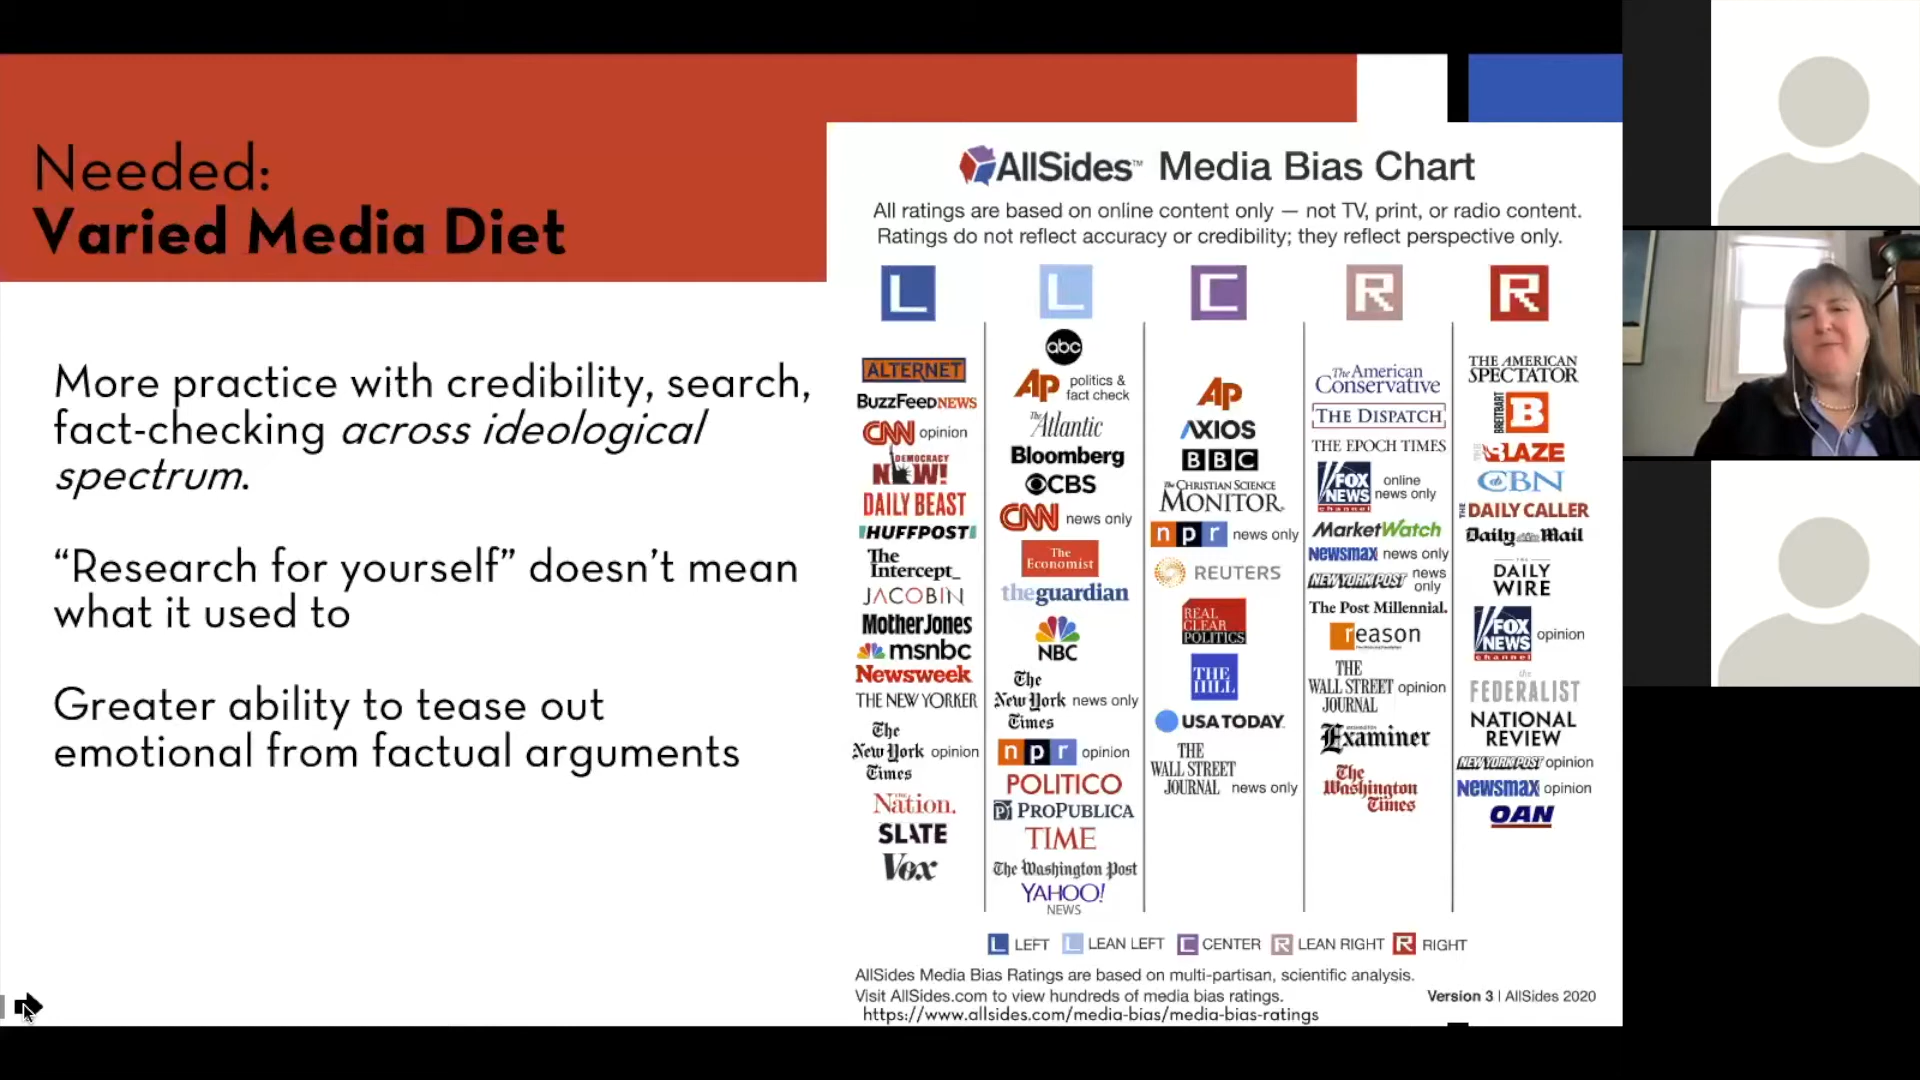 Needed:
Varied Media Diet
More practice with credibility, search,
fact-checking across ideological
spectrum.
“Research for yourself” doesn’t mean
what it used to
Greater ability to tease out
emotional from factual arguments
AllSides™ Media Bias Chart
All ratings are based on online content only — not TV, print, or radio content.
Ratings do not reflect accuracy or credibility; they reflect perspective only.
L
ALTERNET
BuzzFeedNEWS
CNN opinion
DEMOCRACY
NOW!
DAILY BEAST
HUFFPOST
The
Intercept_
JACOBIN
Mother Jones
msnbc
Newsweek
THE NEW YORKER
The
New York opinion
Times
THE
Nation.
SLATE
Vox
L
abc
AP politics &
fact check
The Atlantic
Bloomberg
CBS
CNN news only
The
Economist
theguardian
NBC
The
New York news only
Times
npr opinion
POLITICO
PROPUBLICA
TIME
The Washington Post
YAHOO!
NEWS
C
AP
AXIOS
BBC
The CHRISTIAN SCIENCE
MONITOR
npr news only
REUTERS
REAL
CLEAR
POLITICS
THE
HILL
USA TODAY
THE
WALL STREET
JOURNAL news only
R
The American
Conservative
THE DISPATCH
THE EPOCH TIMES
FOX
NEWS
channel
online
news only
MarketWatch
Newsmax news only
NEW YORK POST news
only
The Post Millennial.
reason
THE
WALL STREET opinion
JOURNAL
Examiner
The
Washington
Times
R
THE AMERICAN
SPECTATOR
BREITBART B
THE BLAZE
CBN
THE DAILY CALLER
Daily Mail
THE
DAILY
WIRE
FOX
NEWS
channel
opinion
the
FEDERALIST
NATIONAL
REVIEW
NEW YORK POST opinion
Newsmax opinion
OAN
L LEFT L LEAN LEFT C CENTER R LEAN RIGHT R RIGHT
AllSides Media Bias Ratings are based on multi-partisan, scientific analysis.
Visit AllSides.com to view hundreds of media bias ratings.
Version 3 | AllSides 2020
https://www.allsides.com/media-bias/media-bias-ratings